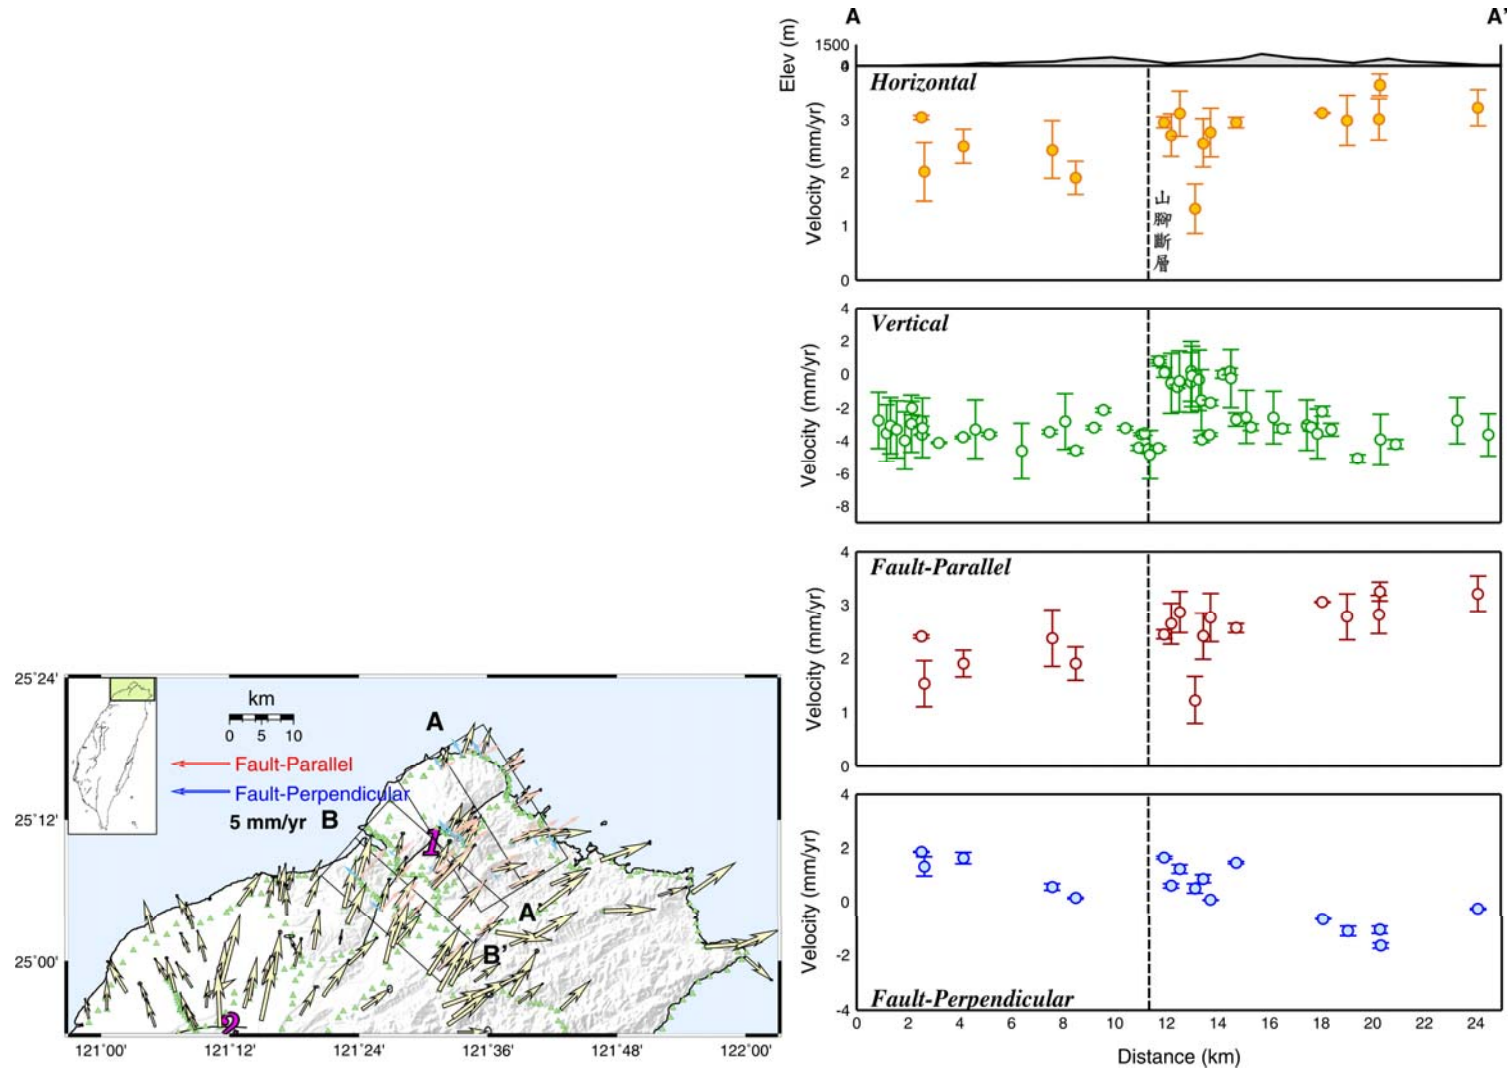 A
A'
Elev (m)
1500
0
4
Horizontal
Velocity (mm/yr)
3
2
1
0
山
腳
斷
層
Vertical
Velocity (mm/yr)
4
2
0
-2
-4
-6
-8
Fault-Parallel
Velocity (mm/yr)
4
3
2
1
0
Fault-Perpendicular
Velocity (mm/yr)
4
2
0
-2
-4
0 2 4 6 8 10 12 14 16 18 20 22 24
Distance (km)
25°24'
25°12'
25°00'
km
0 5 10
Fault-Parallel
Fault-Perpendicular
5 mm/yr
A
B
1
A'
B'
2
121°00' 121°12' 121°24' 121°36' 121°48' 122°00'